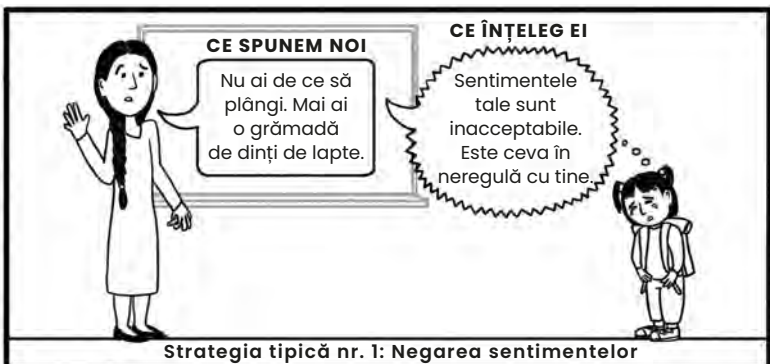 CE SPUNEM NOI
Nu ai de ce să
plângi. Mai ai
o grămadă
de dinți de lapte.
CE ÎNȚELEG EI
Sentimentele
tale sunt
inacceptabile.
Este ceva în
neregulă cu tine.
Strategia tipică nr. 1: Negarea sentimentelor